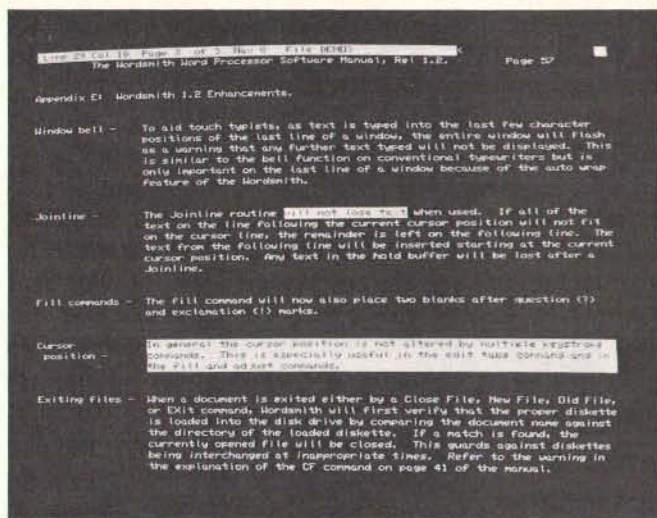 Line 29 Col 19 Page 3 of 3 Nav 0 File DEMO3 <
The Wordsmith Word Processor Software Manual, Rel 1.2. Page 57
Appendix E: Wordsmith 1.2 Enhancements.
Window bell – To aid touch typists, as text is typed into the last few character
positions of the last line of a window, the entire window will flash
as a warning that any further text typed will not be displayed. This
is similar to the bell function on conventional typewriters but is
only important on the last line of a window because of the auto wrap
feature of the Wordsmith.
Joinline – The Joinline routine will not lose text when used. If all of the
text on the line following the current cursor position will not fit
on the cursor line, the remainder is left on the following line. The
text from the following line will be inserted starting at the current
cursor position. Any text in the hold buffer will be lost after a
Joinline.
Fill commands – The fill command will now also place two blanks after question (?)
and exclamation (!) marks.
Cursor In general the cursor position is not altered by multiple keystroke
position – commands. This is especially useful in the edit tabs command and in
the fill and adjust commands.
Exiting files – When a document is exited either by a Close File, New File, Old File,
or EXit command, Wordsmith will first verify that the proper diskette
is loaded into the disk drive by comparing the document name against
the directory of the loaded diskette. If a match is found, the
currently opened file will be closed. This guards against diskettes
being interchanged at inappropriate times. Refer to the warning in
the explanation of the CF command on page 41 of the manual.